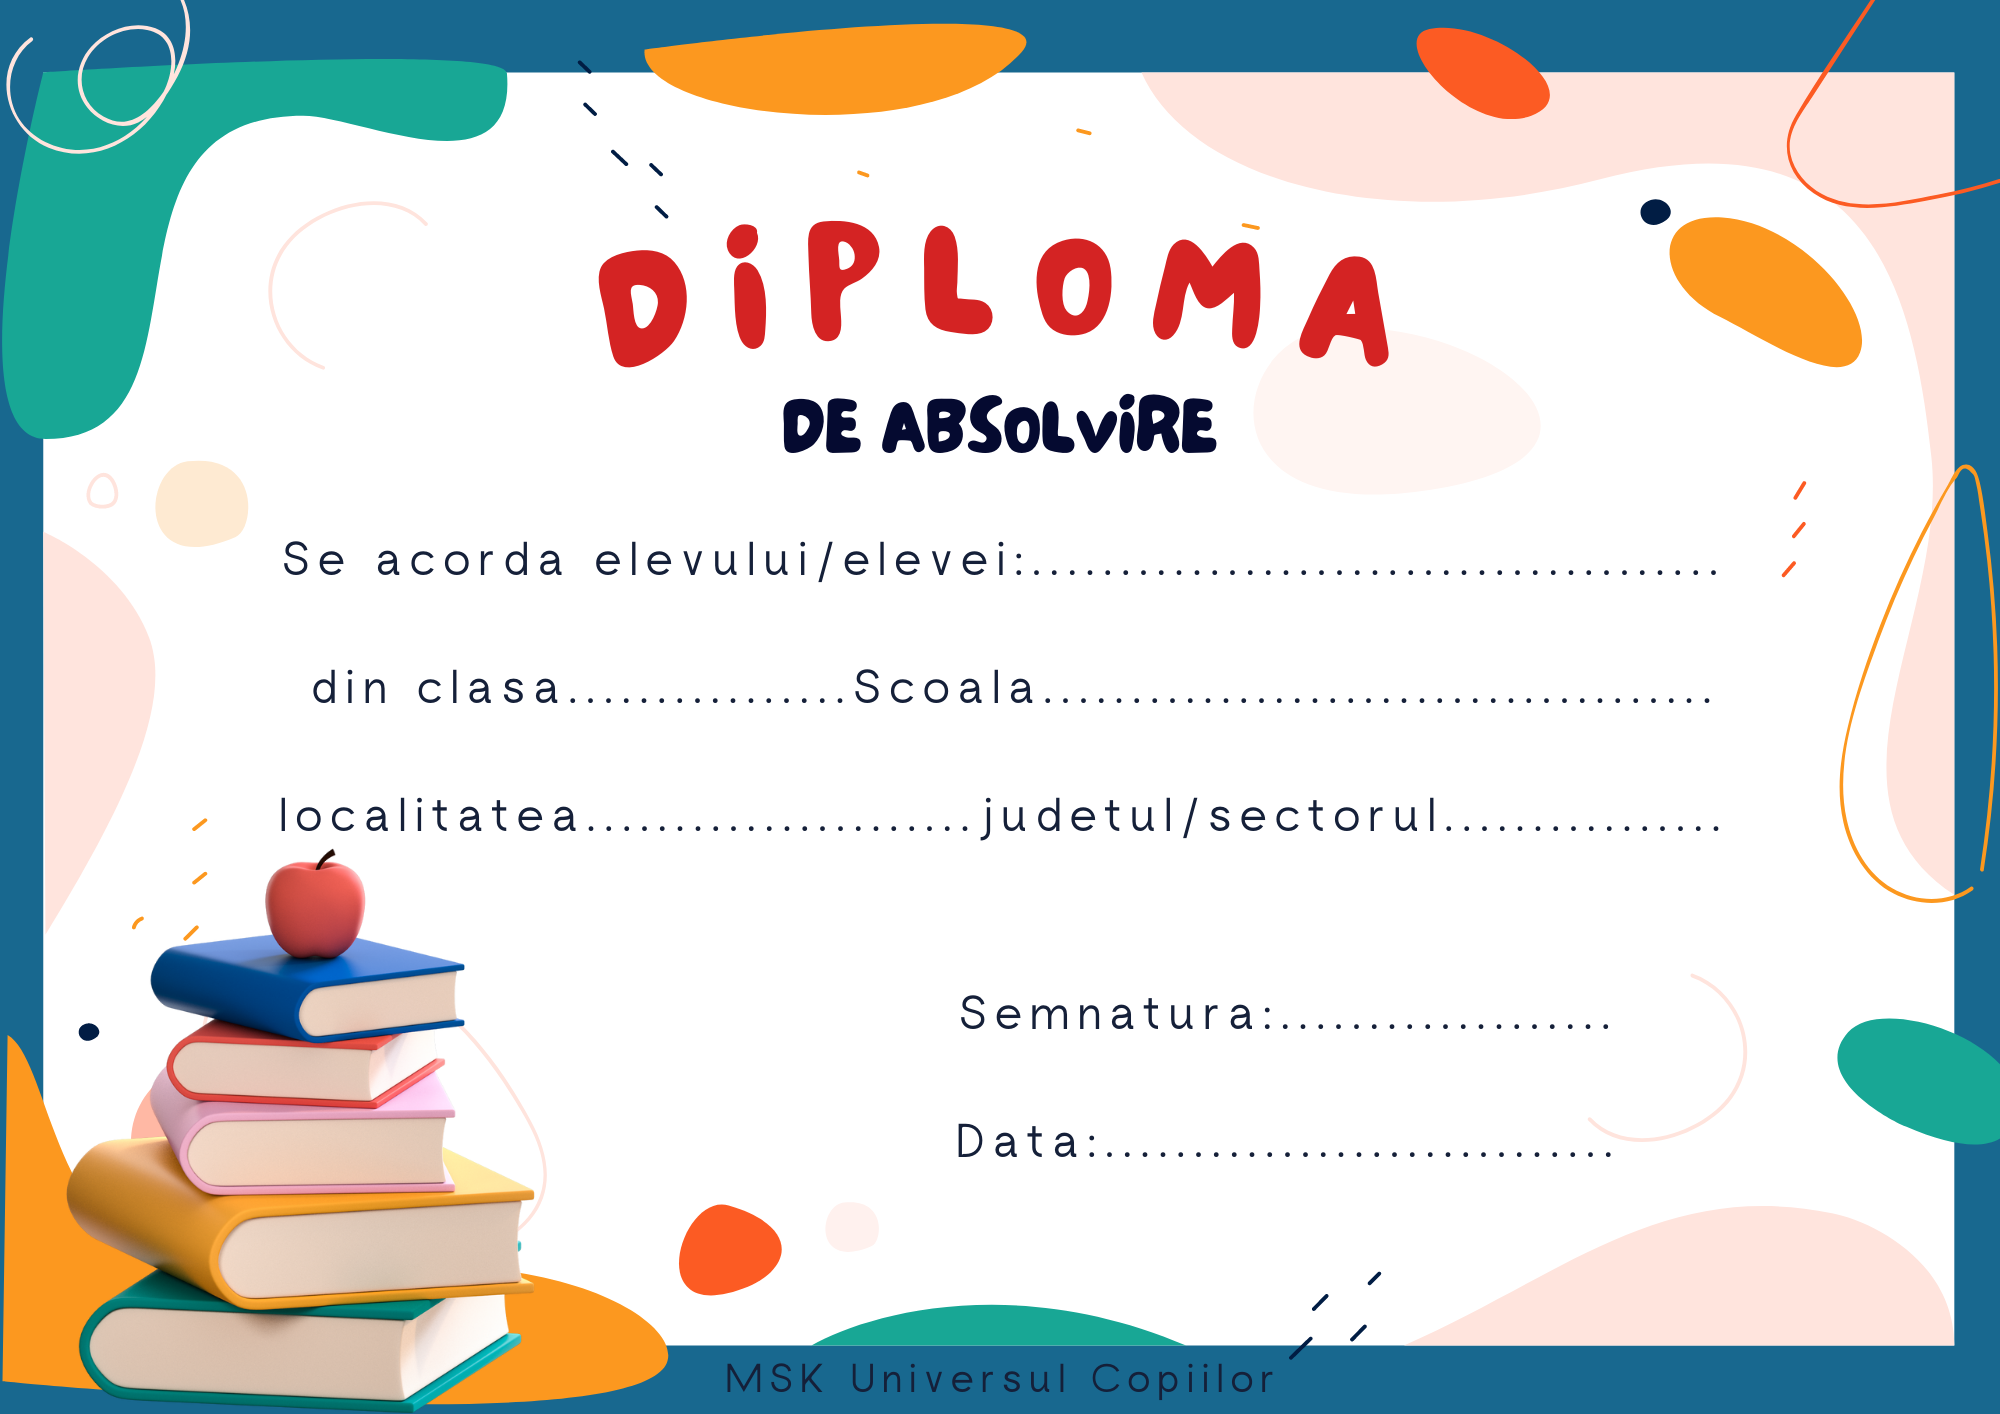 DiPLOMA
DE ABSOLViRE
Se acorda elevului/elevei:.......................................
din clasa................Scoala......................................
localitatea......................judetul/sectorul................
Semnatura:...................
Data:.............................
MSK Universul Copiilor